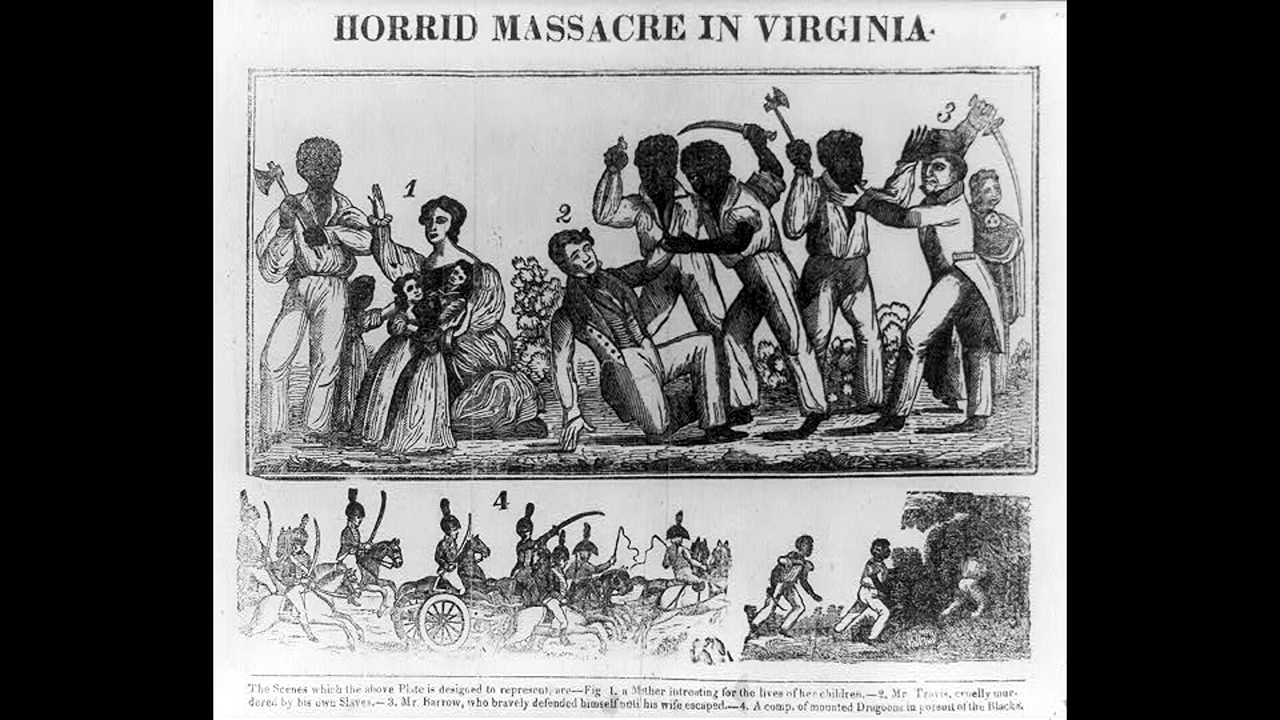 HORRID MASSACRE IN VIRGINIA.
1
2
3
4
The Scenes which the above Plate is designed to represent, are—Fig 1. a Mother intreating for the lives of her children.—2. Mr. Travis, cruelly mur-
dered by his own Slaves.—3. Mr. Barrow, who bravely defended himself until his wife escaped.—4. A comp. of mounted Dragoons in pursuit of the Blacks.